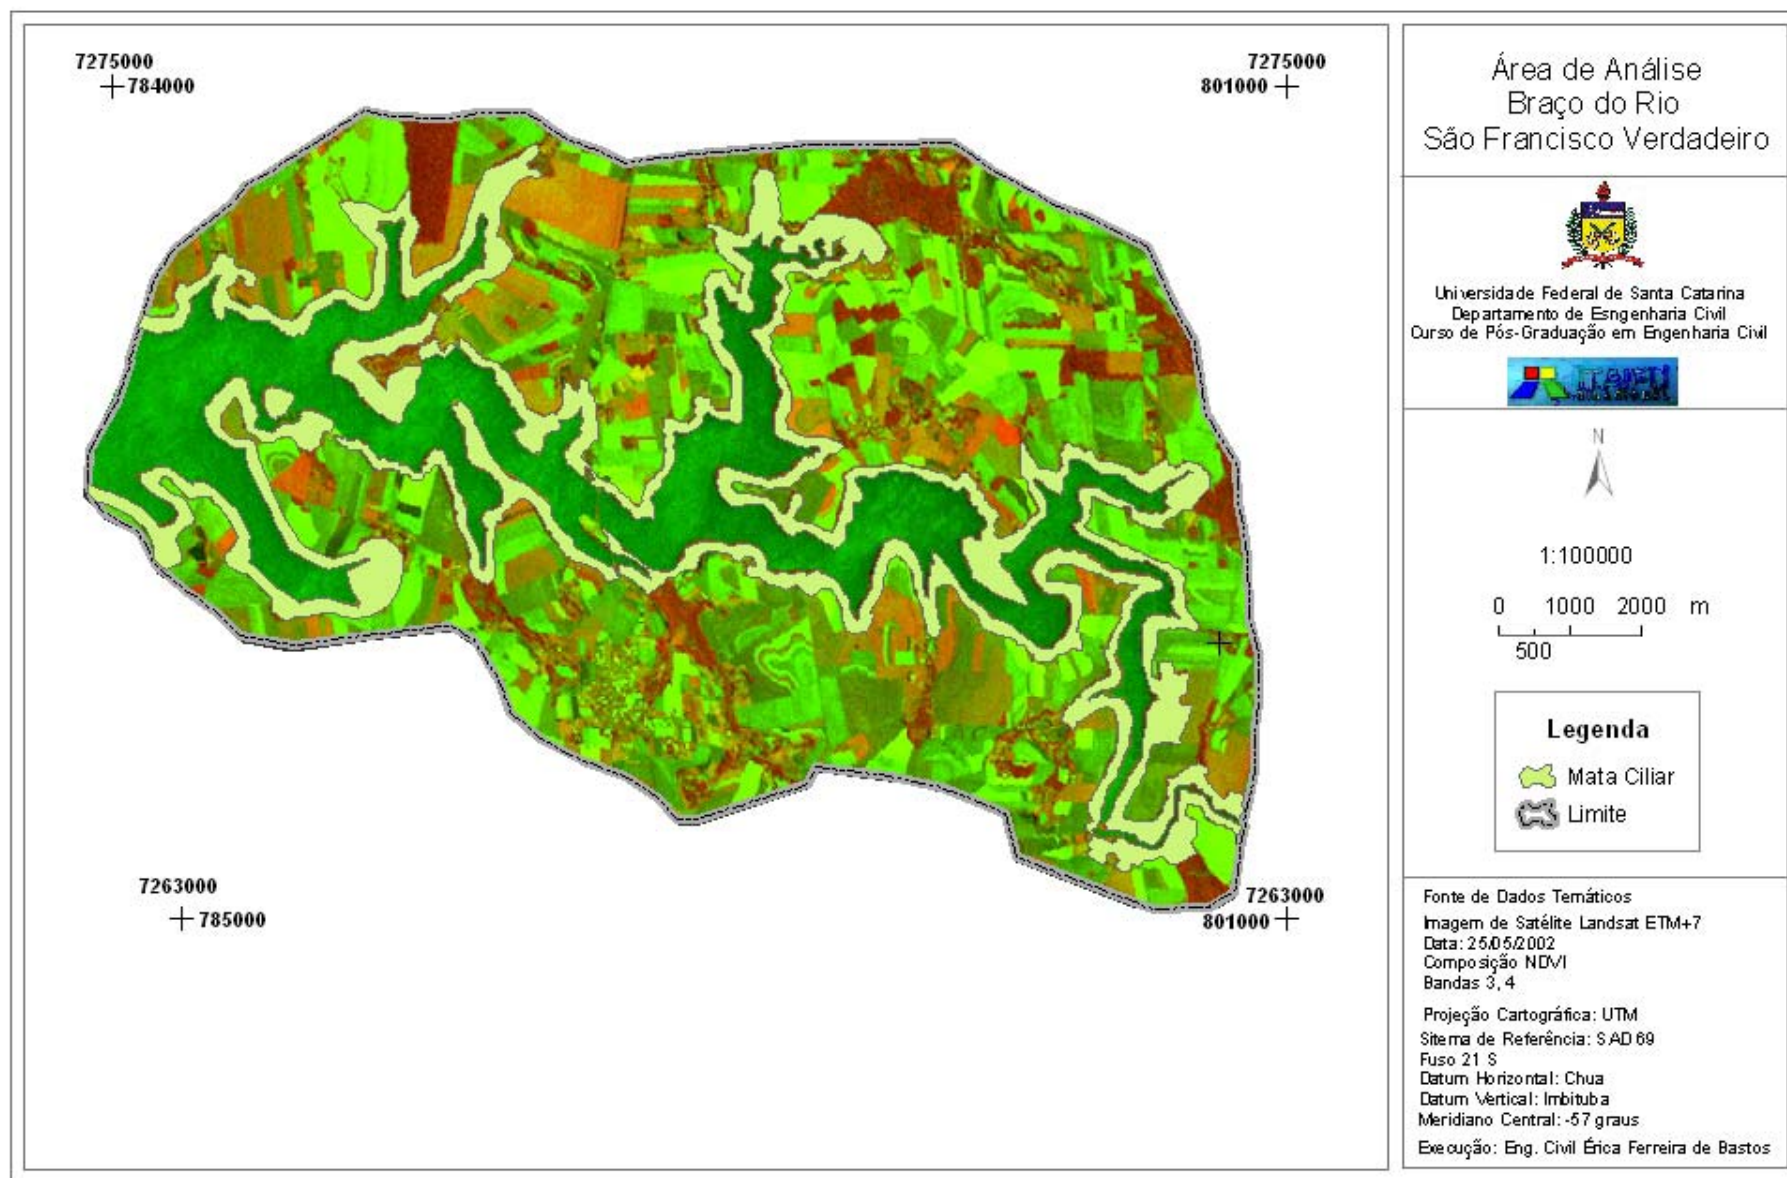 7275000
784000
7275000
801000
7263000
785000
7263000
801000
Área de Análise
Braço do Rio
São Francisco Verdadeiro
Universidade Federal de Santa Catarina
Departamento de Esngenharia Civil
Curso de Pós-Graduação em Engenharia Civil
N
1:100000
0 1000 2000 m
500
Legenda
Mata Ciliar
Limite
Fonte de Dados Temáticos
Imagem de Satélite Landsat ETM+7
Data: 25/05/2002
Composição NDVI
Bandas 3, 4
Projeção Cartográfica: UTM
Sitema de Referência: SAD 69
Fuso 21 S
Datum Horizontal: Chua
Datum Vertical: Imbituba
Meridiano Central: -57 graus
Execução: Eng. Civil Érica Ferreira de Bastos